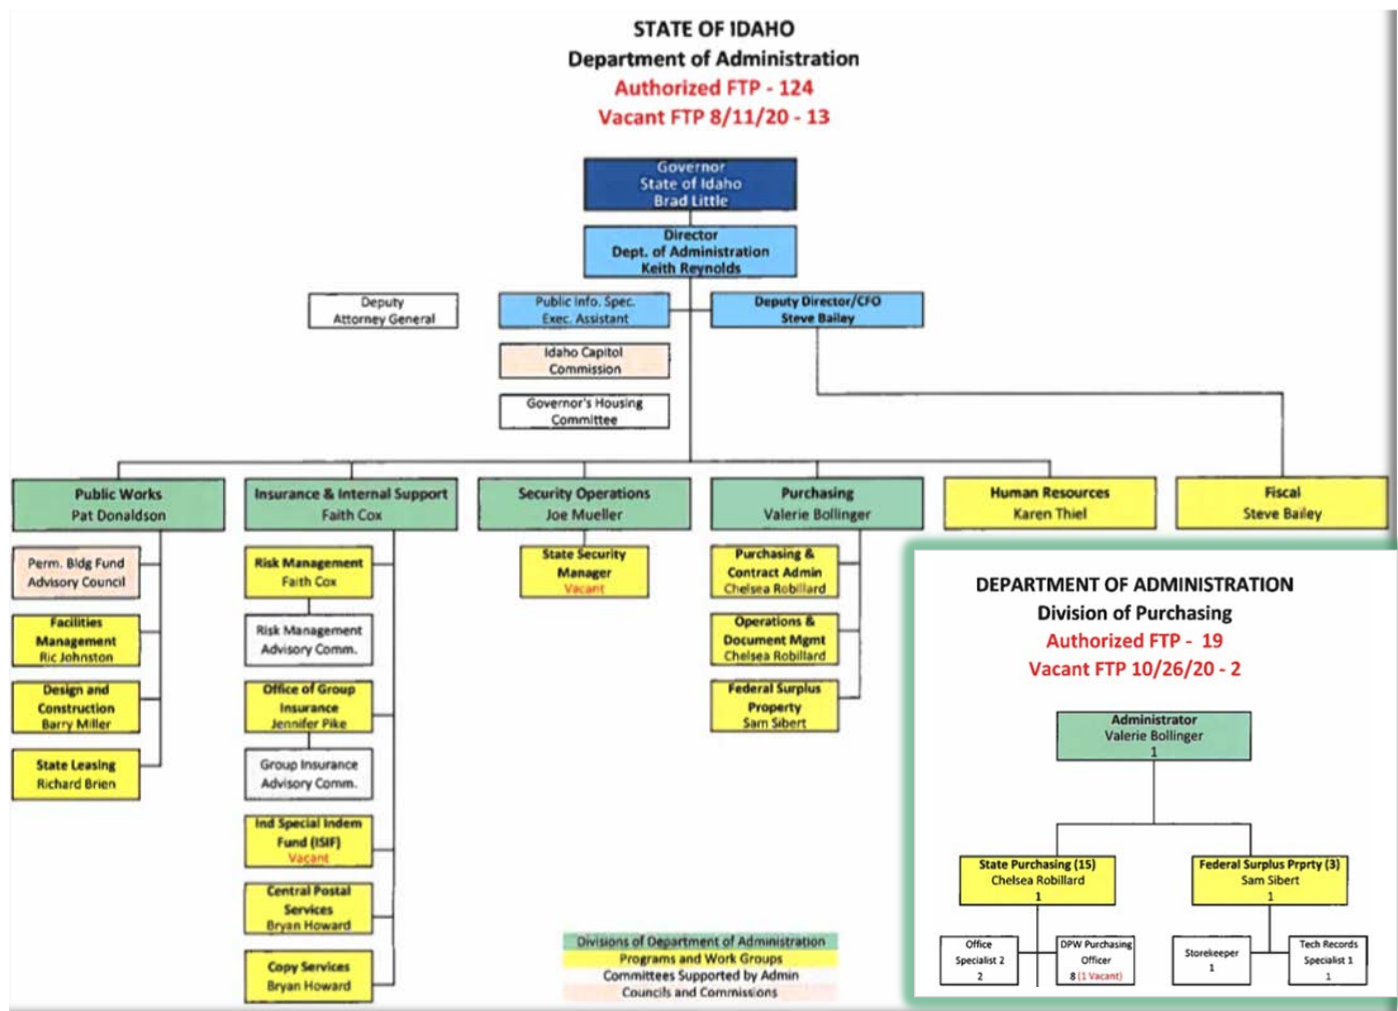 STATE OF IDAHO
Department of Administration
Authorized FTP - 124
Vacant FTP 8/11/20 - 13
Governor
State of Idaho
Brad Little
Director
Dept. of Administration
Keith Reynolds
Deputy
Attorney General
Public Info. Spec.
Exec. Assistant
Deputy Director/CFO
Steve Bailey
Idaho Capitol
Commission
Governor's Housing
Committee
Public Works
Pat Donaldson
Insurance & Internal Support
Faith Cox
Security Operations
Joe Mueller
Purchasing
Valerie Bollinger
Human Resources
Karen Thiel
Fiscal
Steve Bailey
Perm. Bldg Fund
Advisory Council
Facilities
Management
Ric Johnston
Design and
Construction
Barry Miller
State Leasing
Richard Brien
Risk Management
Faith Cox
Risk Management
Advisory Comm.
Office of Group
Insurance
Jennifer Pike
Group Insurance
Advisory Comm.
Ind Special Indem
Fund (ISIF)
Vacant
Central Postal
Services
Bryan Howard
Copy Services
Bryan Howard
State Security
Manager
Vacant
Purchasing &
Contract Admin
Chelsea Robillard
Operations &
Document Mgmt
Chelsea Robillard
Federal Surplus
Property
Sam Sibert
Divisions of Department of Administration
Programs and Work Groups
Committees Supported by Admin
Councils and Commissions
DEPARTMENT OF ADMINISTRATION
Division of Purchasing
Authorized FTP - 19
Vacant FTP 10/26/20 - 2
Administrator
Valerie Bollinger
1
State Purchasing (15)
Chelsea Robillard
1
Federal Surplus Prprty (3)
Sam Sibert
1
Office
Specialist 2
2
DPW Purchasing
Officer
8 (1 Vacant)
Storekeeper
1
Tech Records
Specialist 1
1